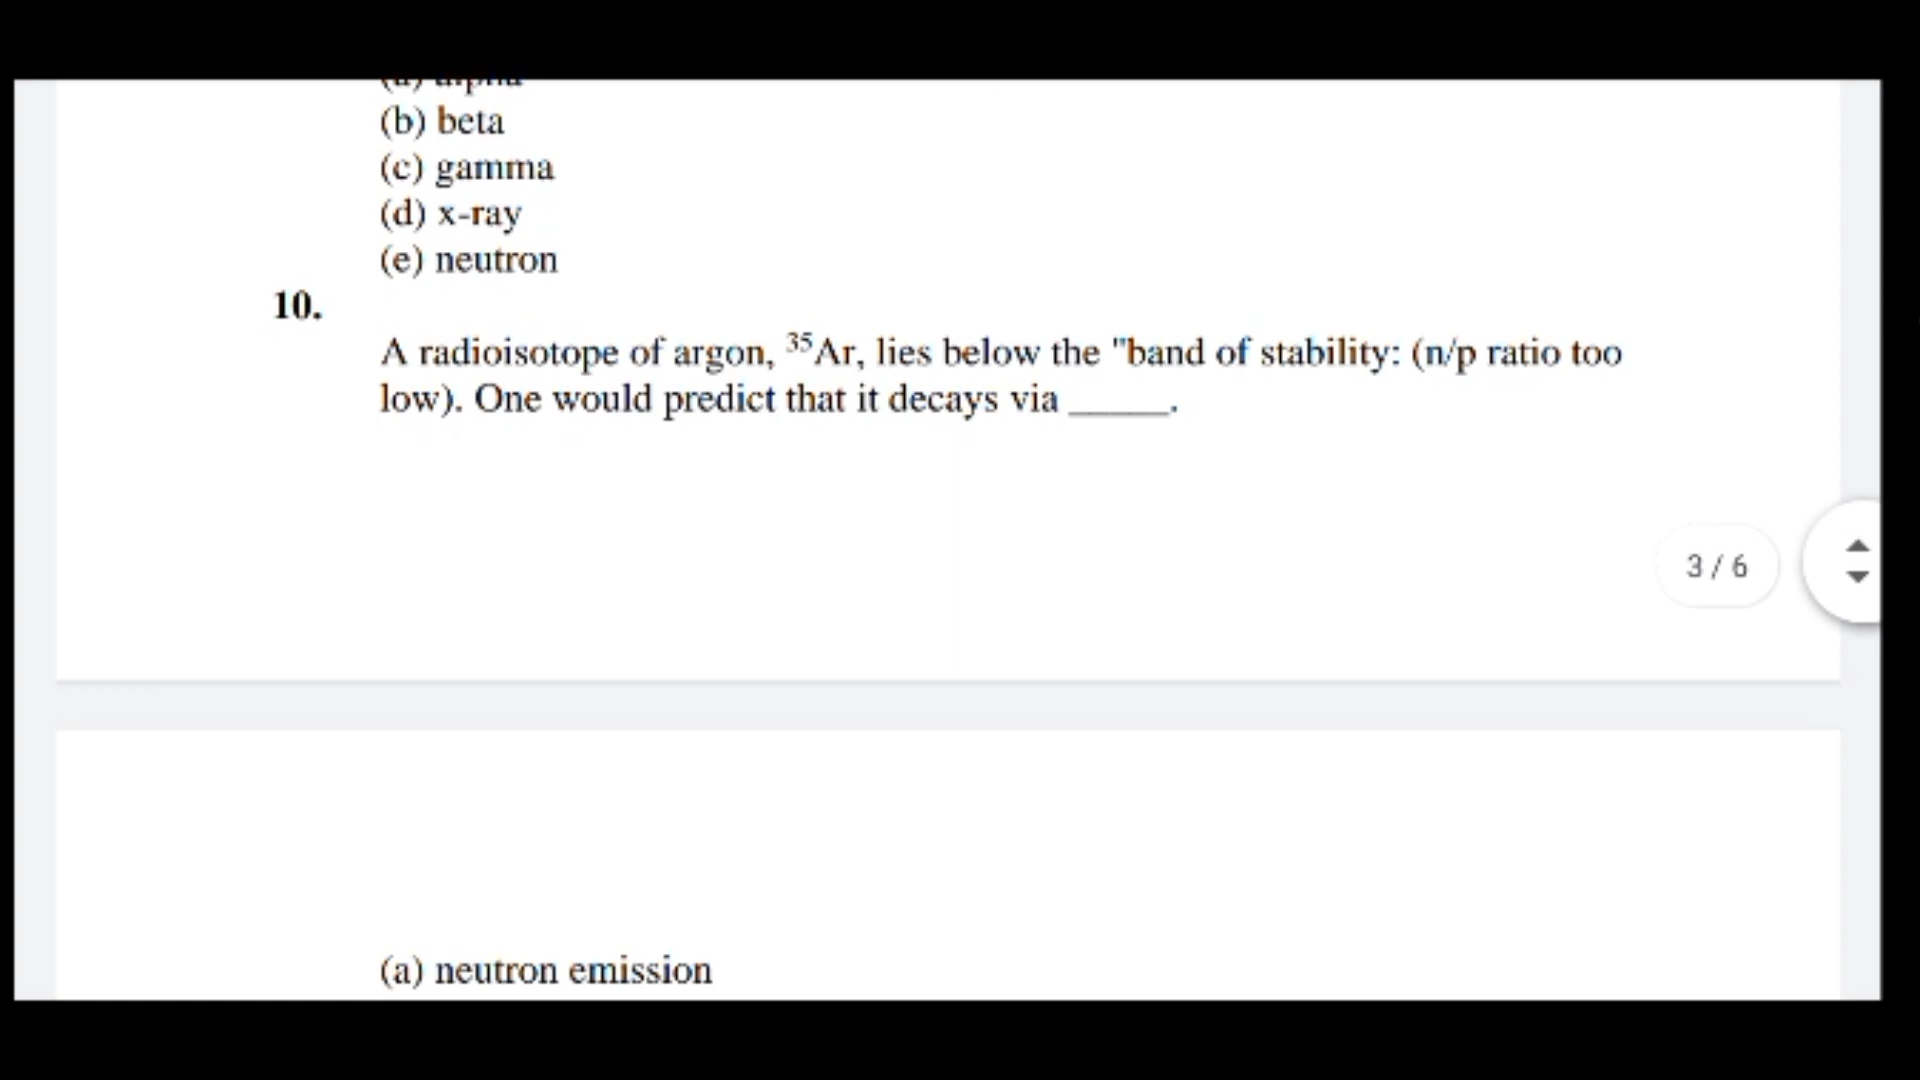 (b) beta
(c) gamma
(d) x-ray
(e) neutron
10.
A radioisotope of argon, ³⁵Ar, lies below the "band of stability: (n/p ratio too
low). One would predict that it decays via _____.
3 / 6
(a) neutron emission